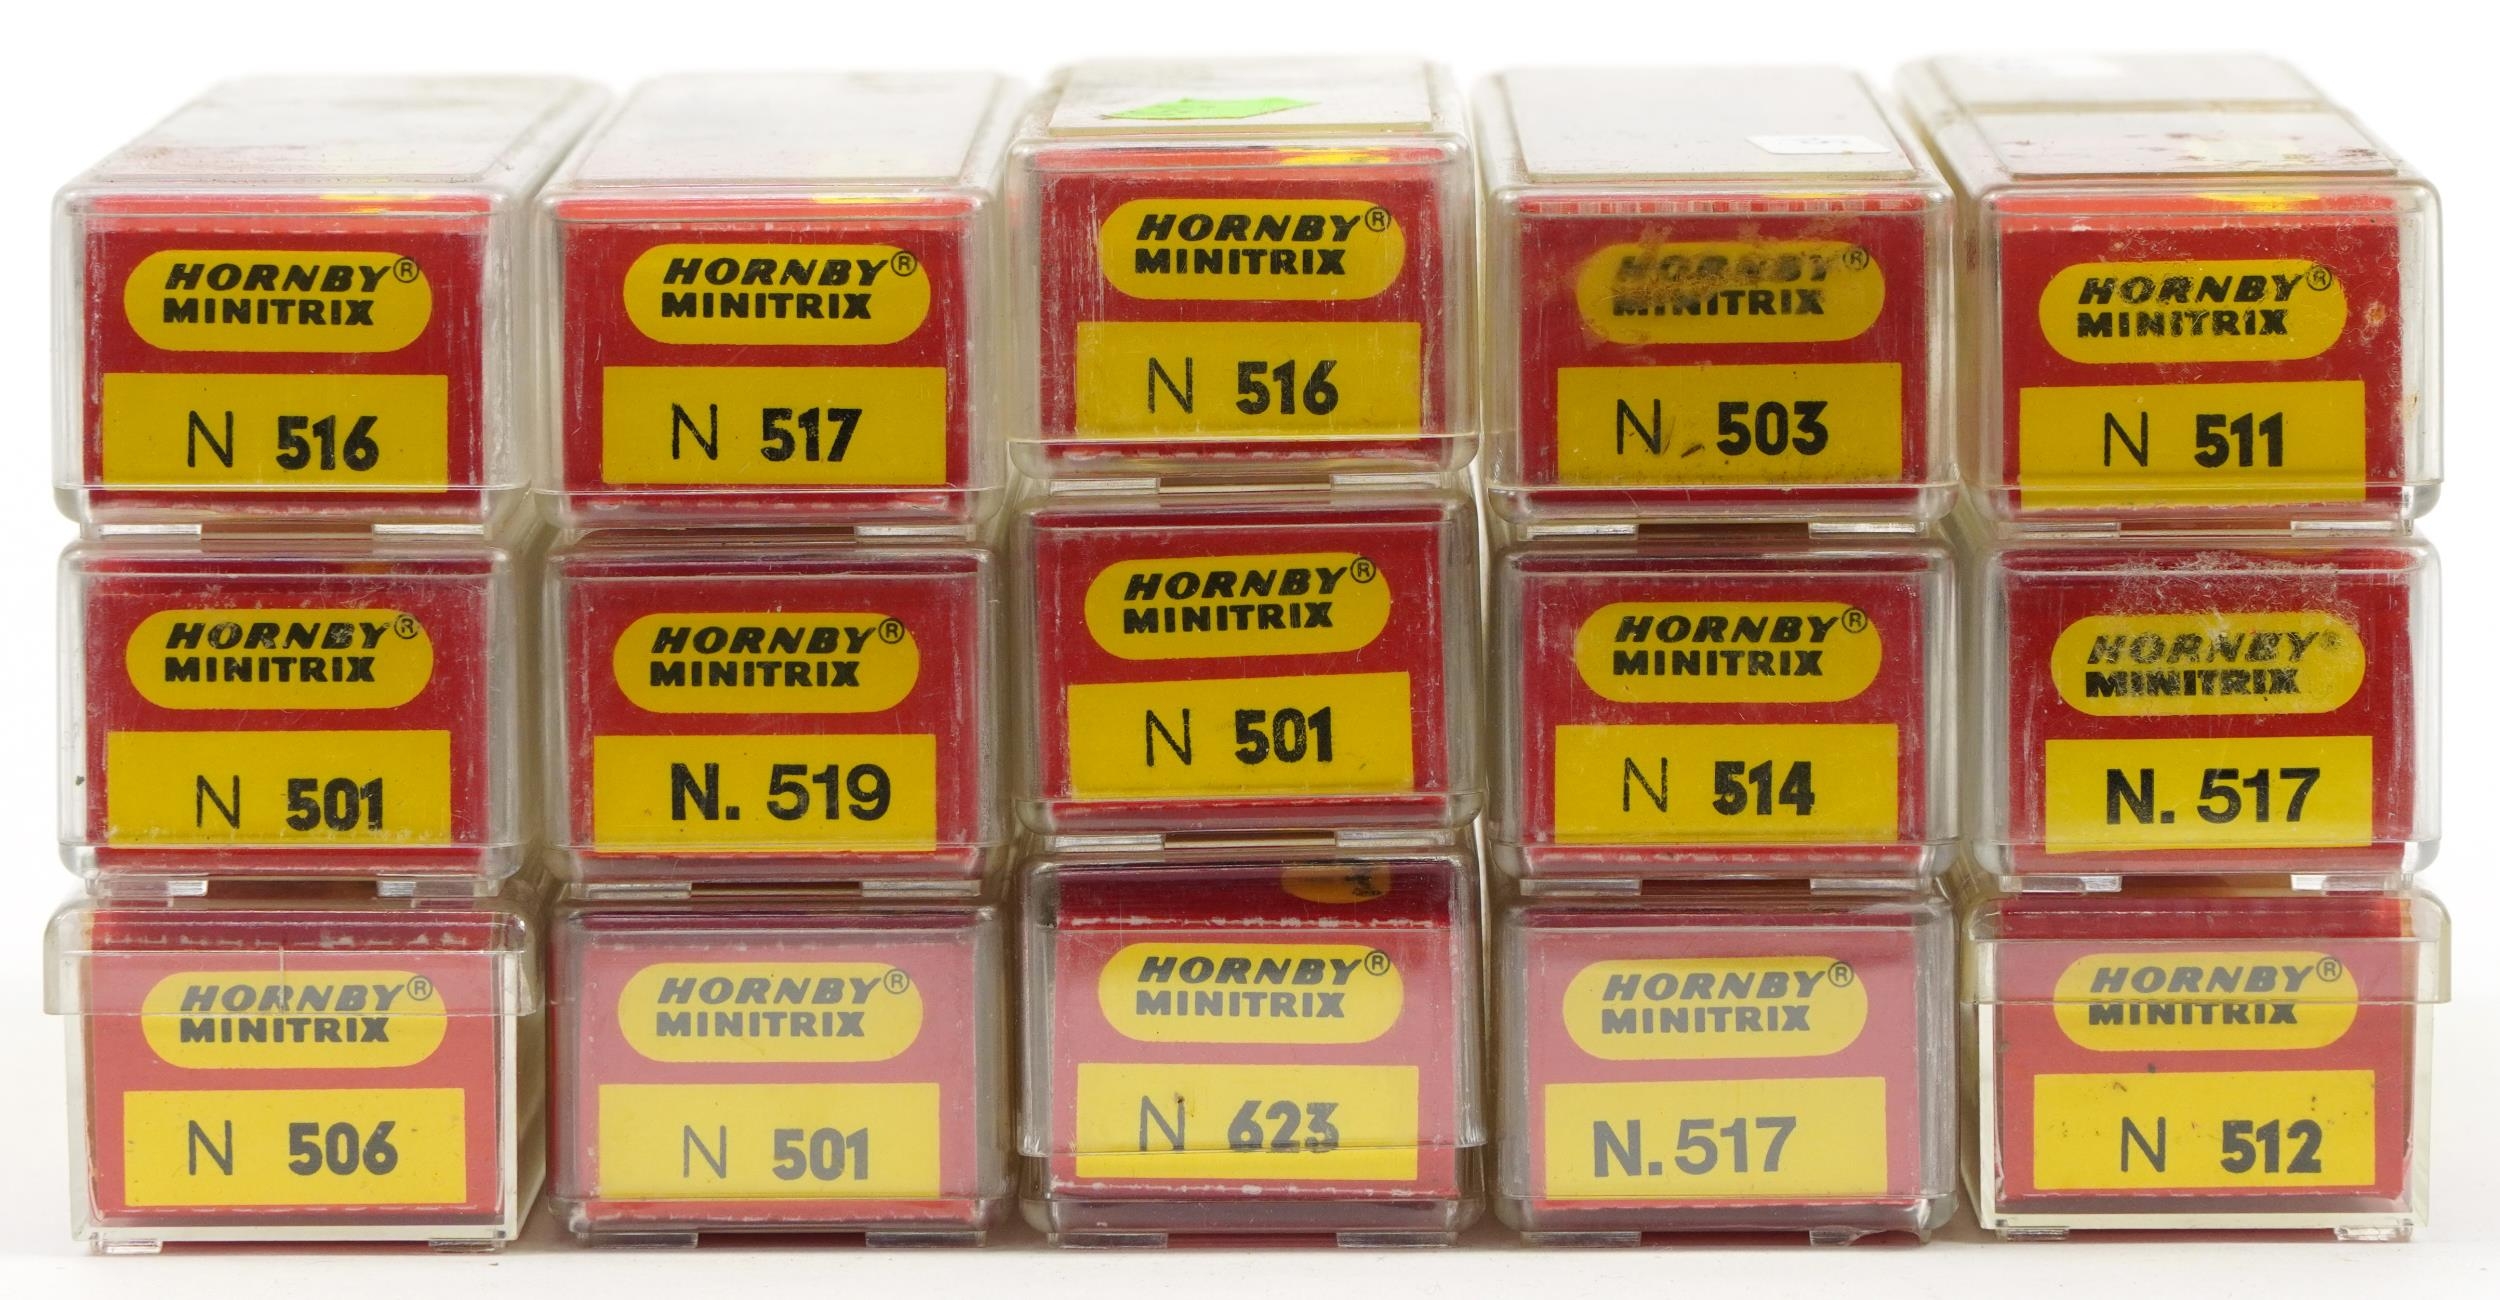 HORNBY®
MINITRIX
N 516
HORNBY®
MINITRIX
N 517
HORNBY®
MINITRIX
N 516
HORNBY®
MINITRIX
N 503
HORNBY®
MINITRIX
N 511
HORNBY®
MINITRIX
N 501
HORNBY®
MINITRIX
N. 519
HORNBY®
MINITRIX
N 501
HORNBY®
MINITRIX
N 514
HORNBY®
MINITRIX
N. 517
HORNBY®
MINITRIX
N 506
HORNBY®
MINITRIX
N 501
HORNBY®
MINITRIX
N 623
HORNBY®
MINITRIX
N. 517
HORNBY®
MINITRIX
N 512